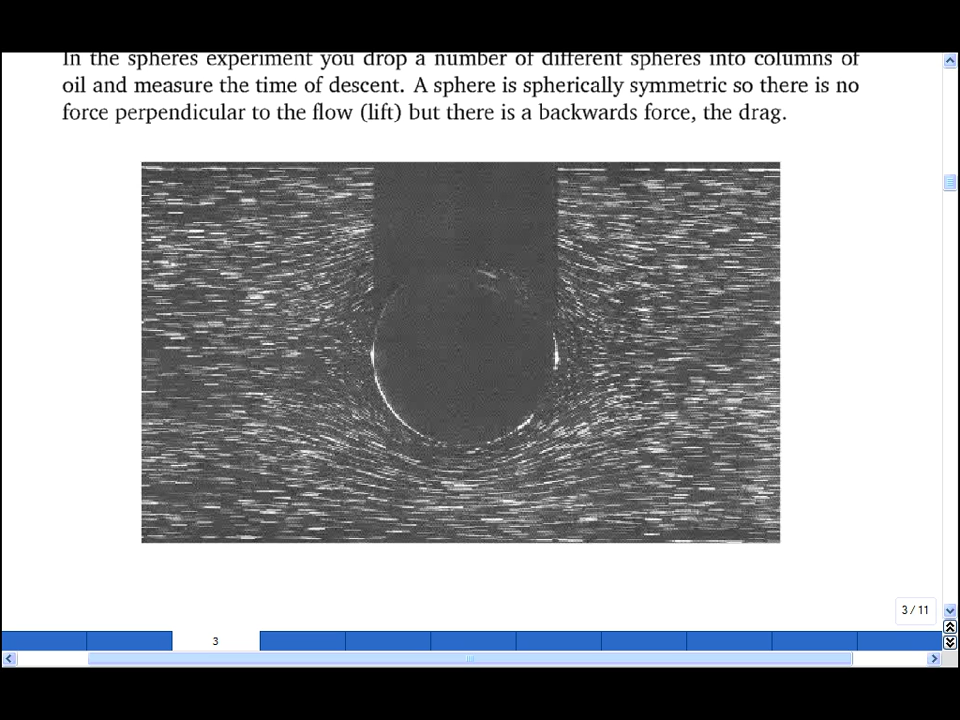 In the spheres experiment you drop a number of different spheres into columns of
oil and measure the time of descent. A sphere is spherically symmetric so there is no
force perpendicular to the flow (lift) but there is a backwards force, the drag.
3 / 11
3